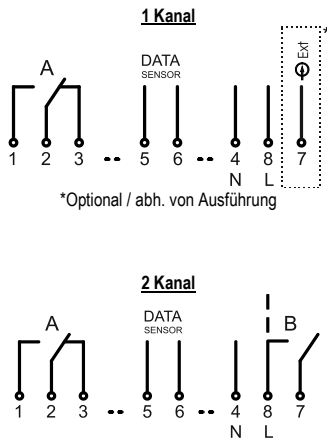 1 Kanal
A DATA SENSOR Ext *
1 2 3 -- 5 6 -- 4 8 7
N L
*Optional / abh. von Ausführung
2 Kanal
A DATA SENSOR B
1 2 3 -- 5 6 -- 4 8 7
N L